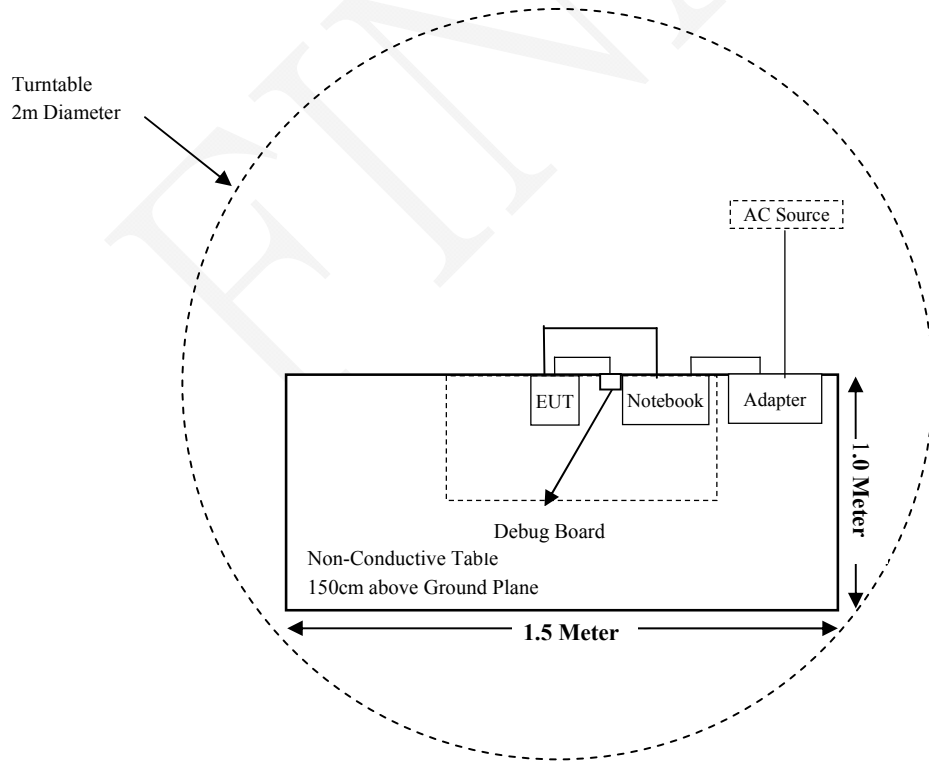 Turntable
2m Diameter
AC Source
EUT
Notebook
Adapter
1.0 Meter
Debug Board
Non-Conductive Table
150cm above Ground Plane
1.5 Meter